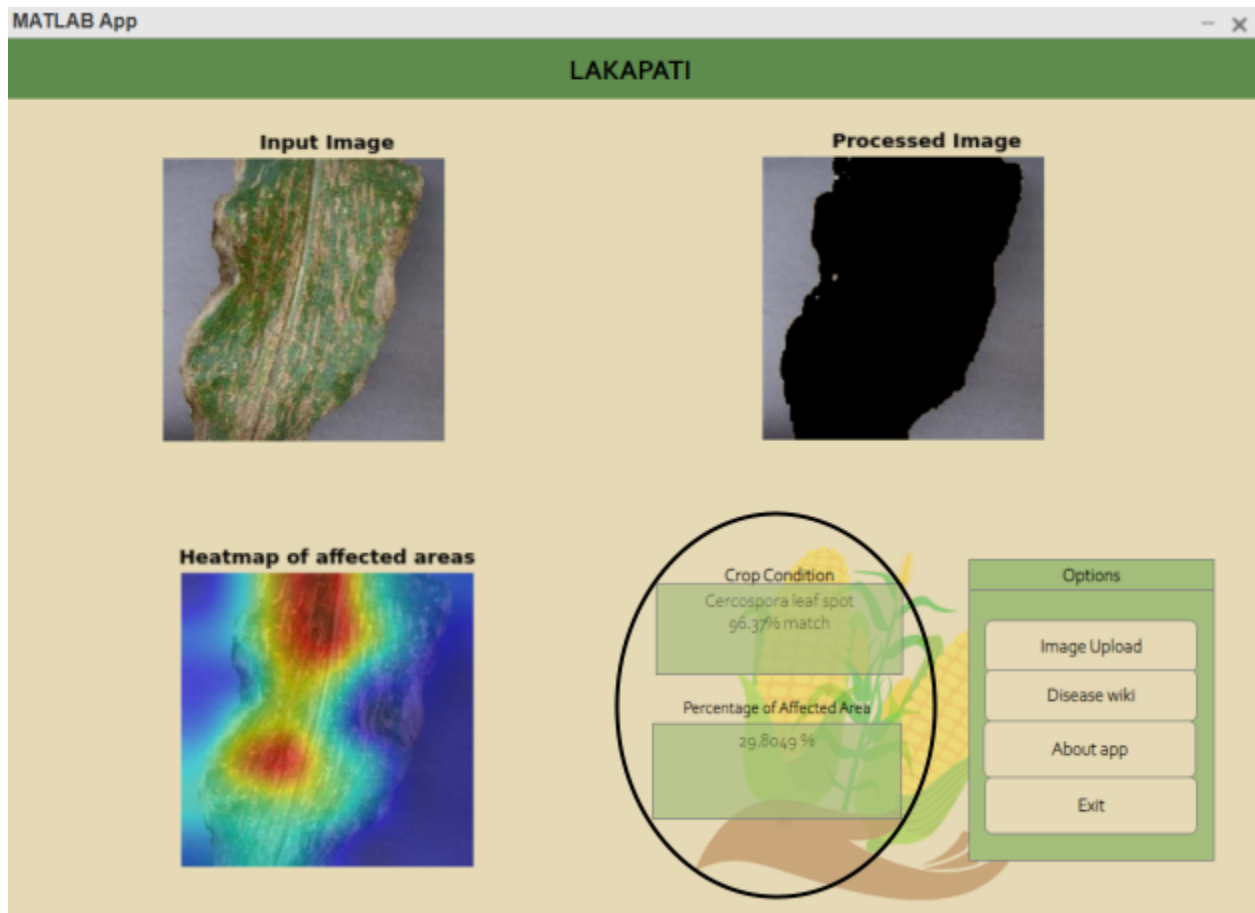 MATLAB App
LAKAPATI
Input Image
Processed Image
Heatmap of affected areas
Crop Condition
Cercospora leaf spot
96.37% match
Percentage of Affected Area
29.8049 %
Options
Image Upload
Disease wiki
About app
Exit